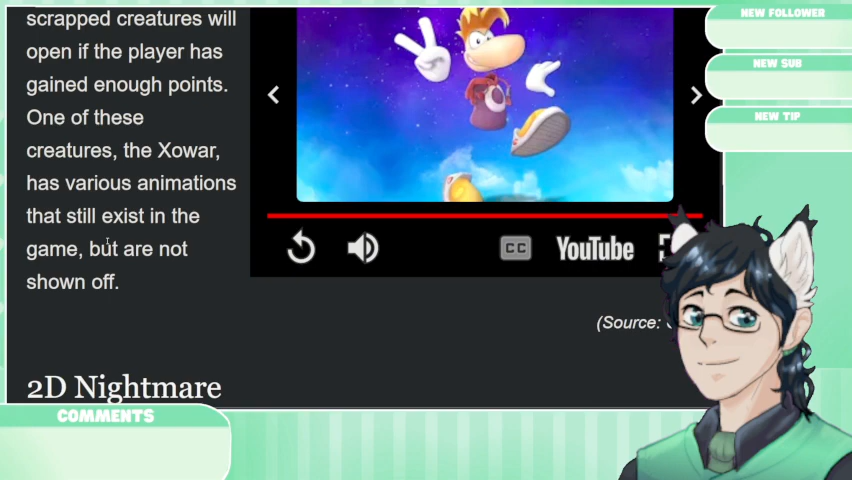 scrapped creatures will
open if the player has
gained enough points.
One of these
creatures, the Xowar,
has various animations
that still exist in the
game, but are not
shown off.
CC
YouTube
(Source:
2D Nightmare
COMMENTS
NEW FOLLOWER
NEW SUB
NEW TIP